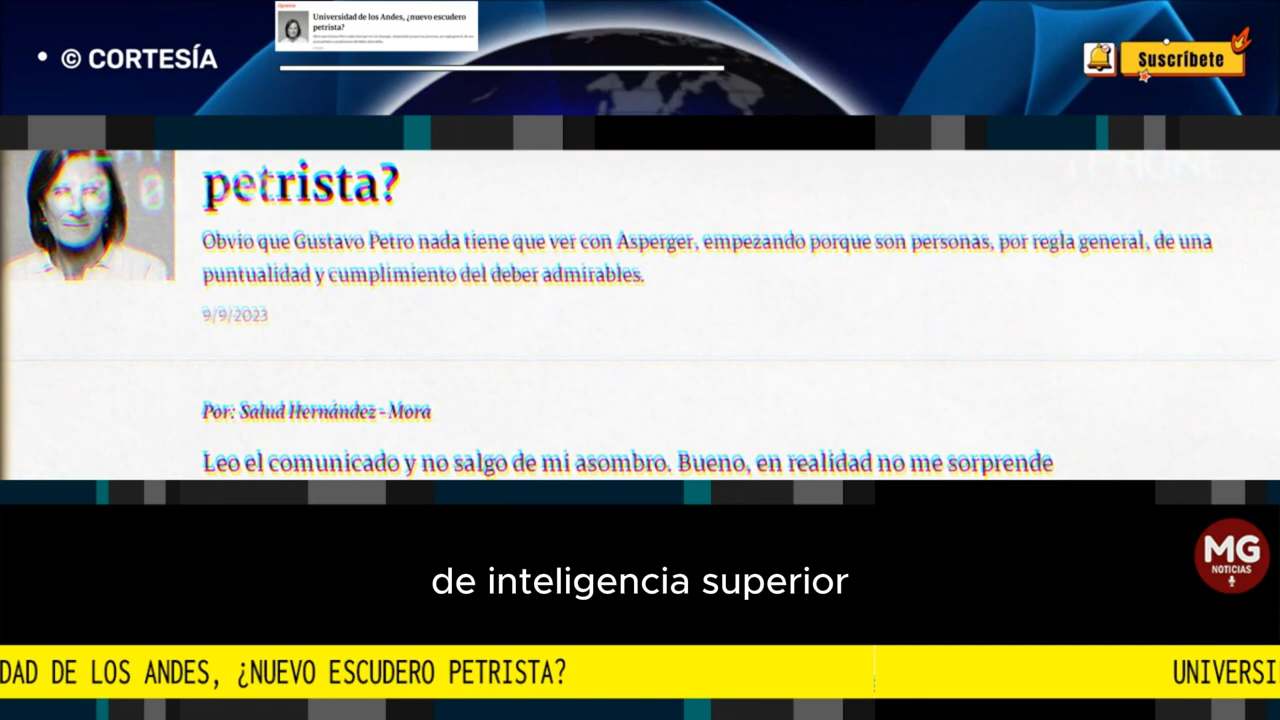 Opinión
Universidad de los Andes, ¿nuevo escudero
petrista?
• © CORTESÍA
Suscríbete
petrista?
Obvio que Gustavo Petro nada tiene que ver con Asperger, empezando porque son personas, por regla general, de una
puntualidad y cumplimiento del deber admirables.
9/9/2023
Por: Salud Hernández - Mora
Leo el comunicado y no salgo de mi asombro. Bueno, en realidad no me sorprende
de inteligencia superior
MG
NOTICIAS
DAD DE LOS ANDES, ¿NUEVO ESCUDERO PETRISTA?
UNIVERSI